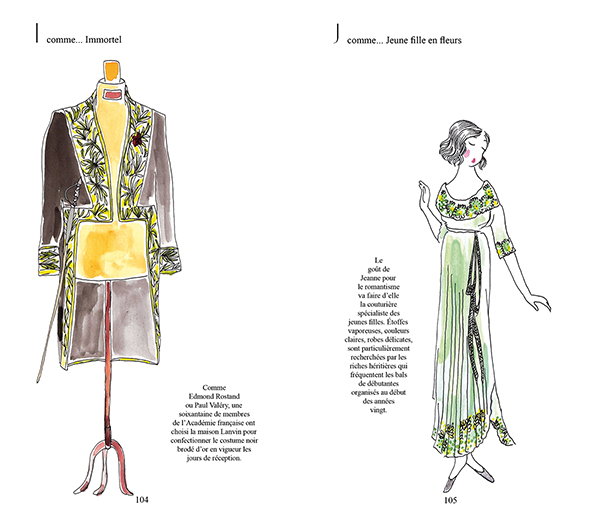 I comme... Immortel
Comme
Edmond Rostand
ou Paul Valéry, une
soixantaine de membres
de l'Académie française ont
choisi la maison Lanvin pour
confectionner le costume noir
brodé d'or en vigueur les
jours de réception.
104
J comme... Jeune fille en fleurs
Le
goût de
Jeanne pour
le romantisme
va faire d'elle
la couturière
spécialiste des
jeunes filles. Étoffes
vaporeuses, couleurs
claires, robes délicates,
sont particulièrement
recherchées par les
riches héritières qui
fréquentent les bals
de débutantes
organisés au début
des années
vingt.
105